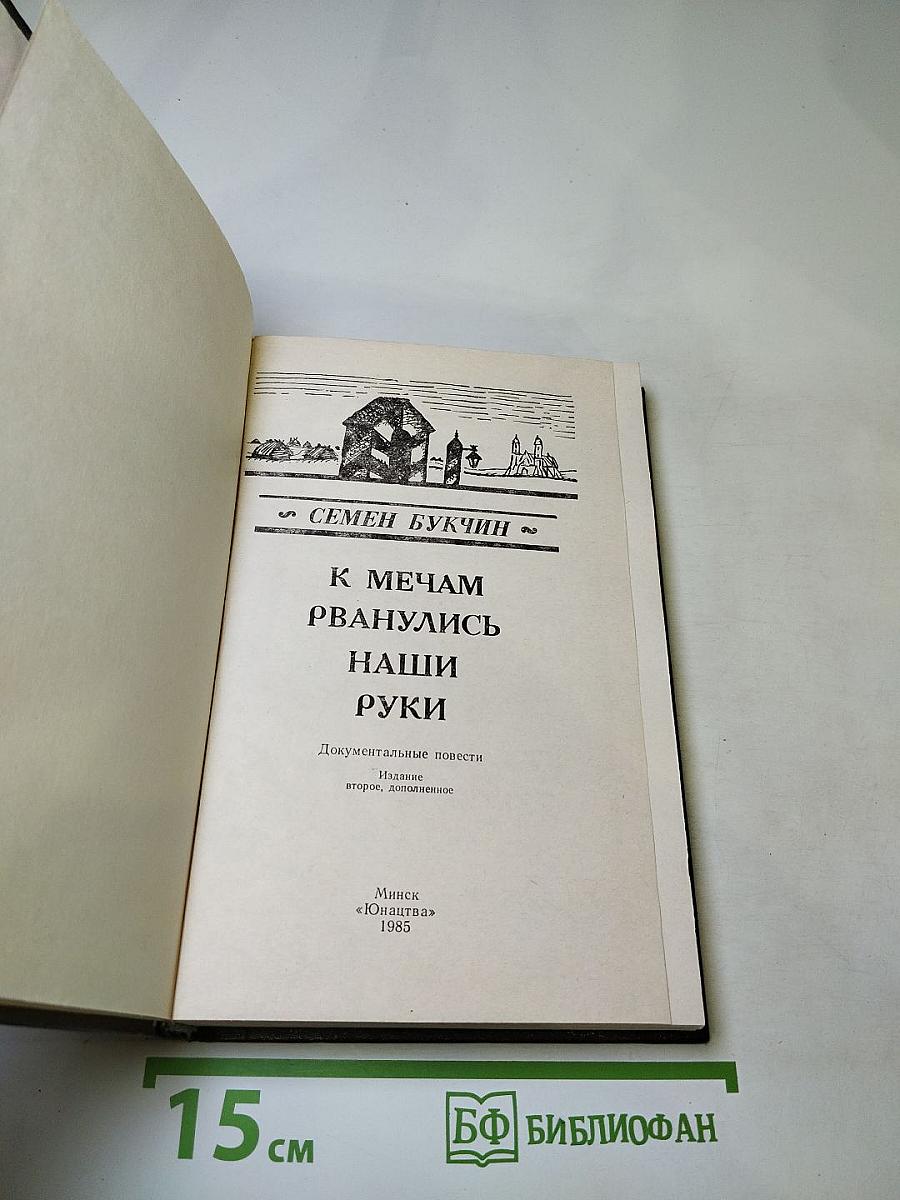 СЕМЕН БУКЧИН
К МЕЧАМ
РВАНУЛИСЬ
НАШИ
РУКИ
Документальные повести
Издание
второе, дополненное
Минск
«Юнацтва»
1985
15 см
БФ БИБЛИОФАН